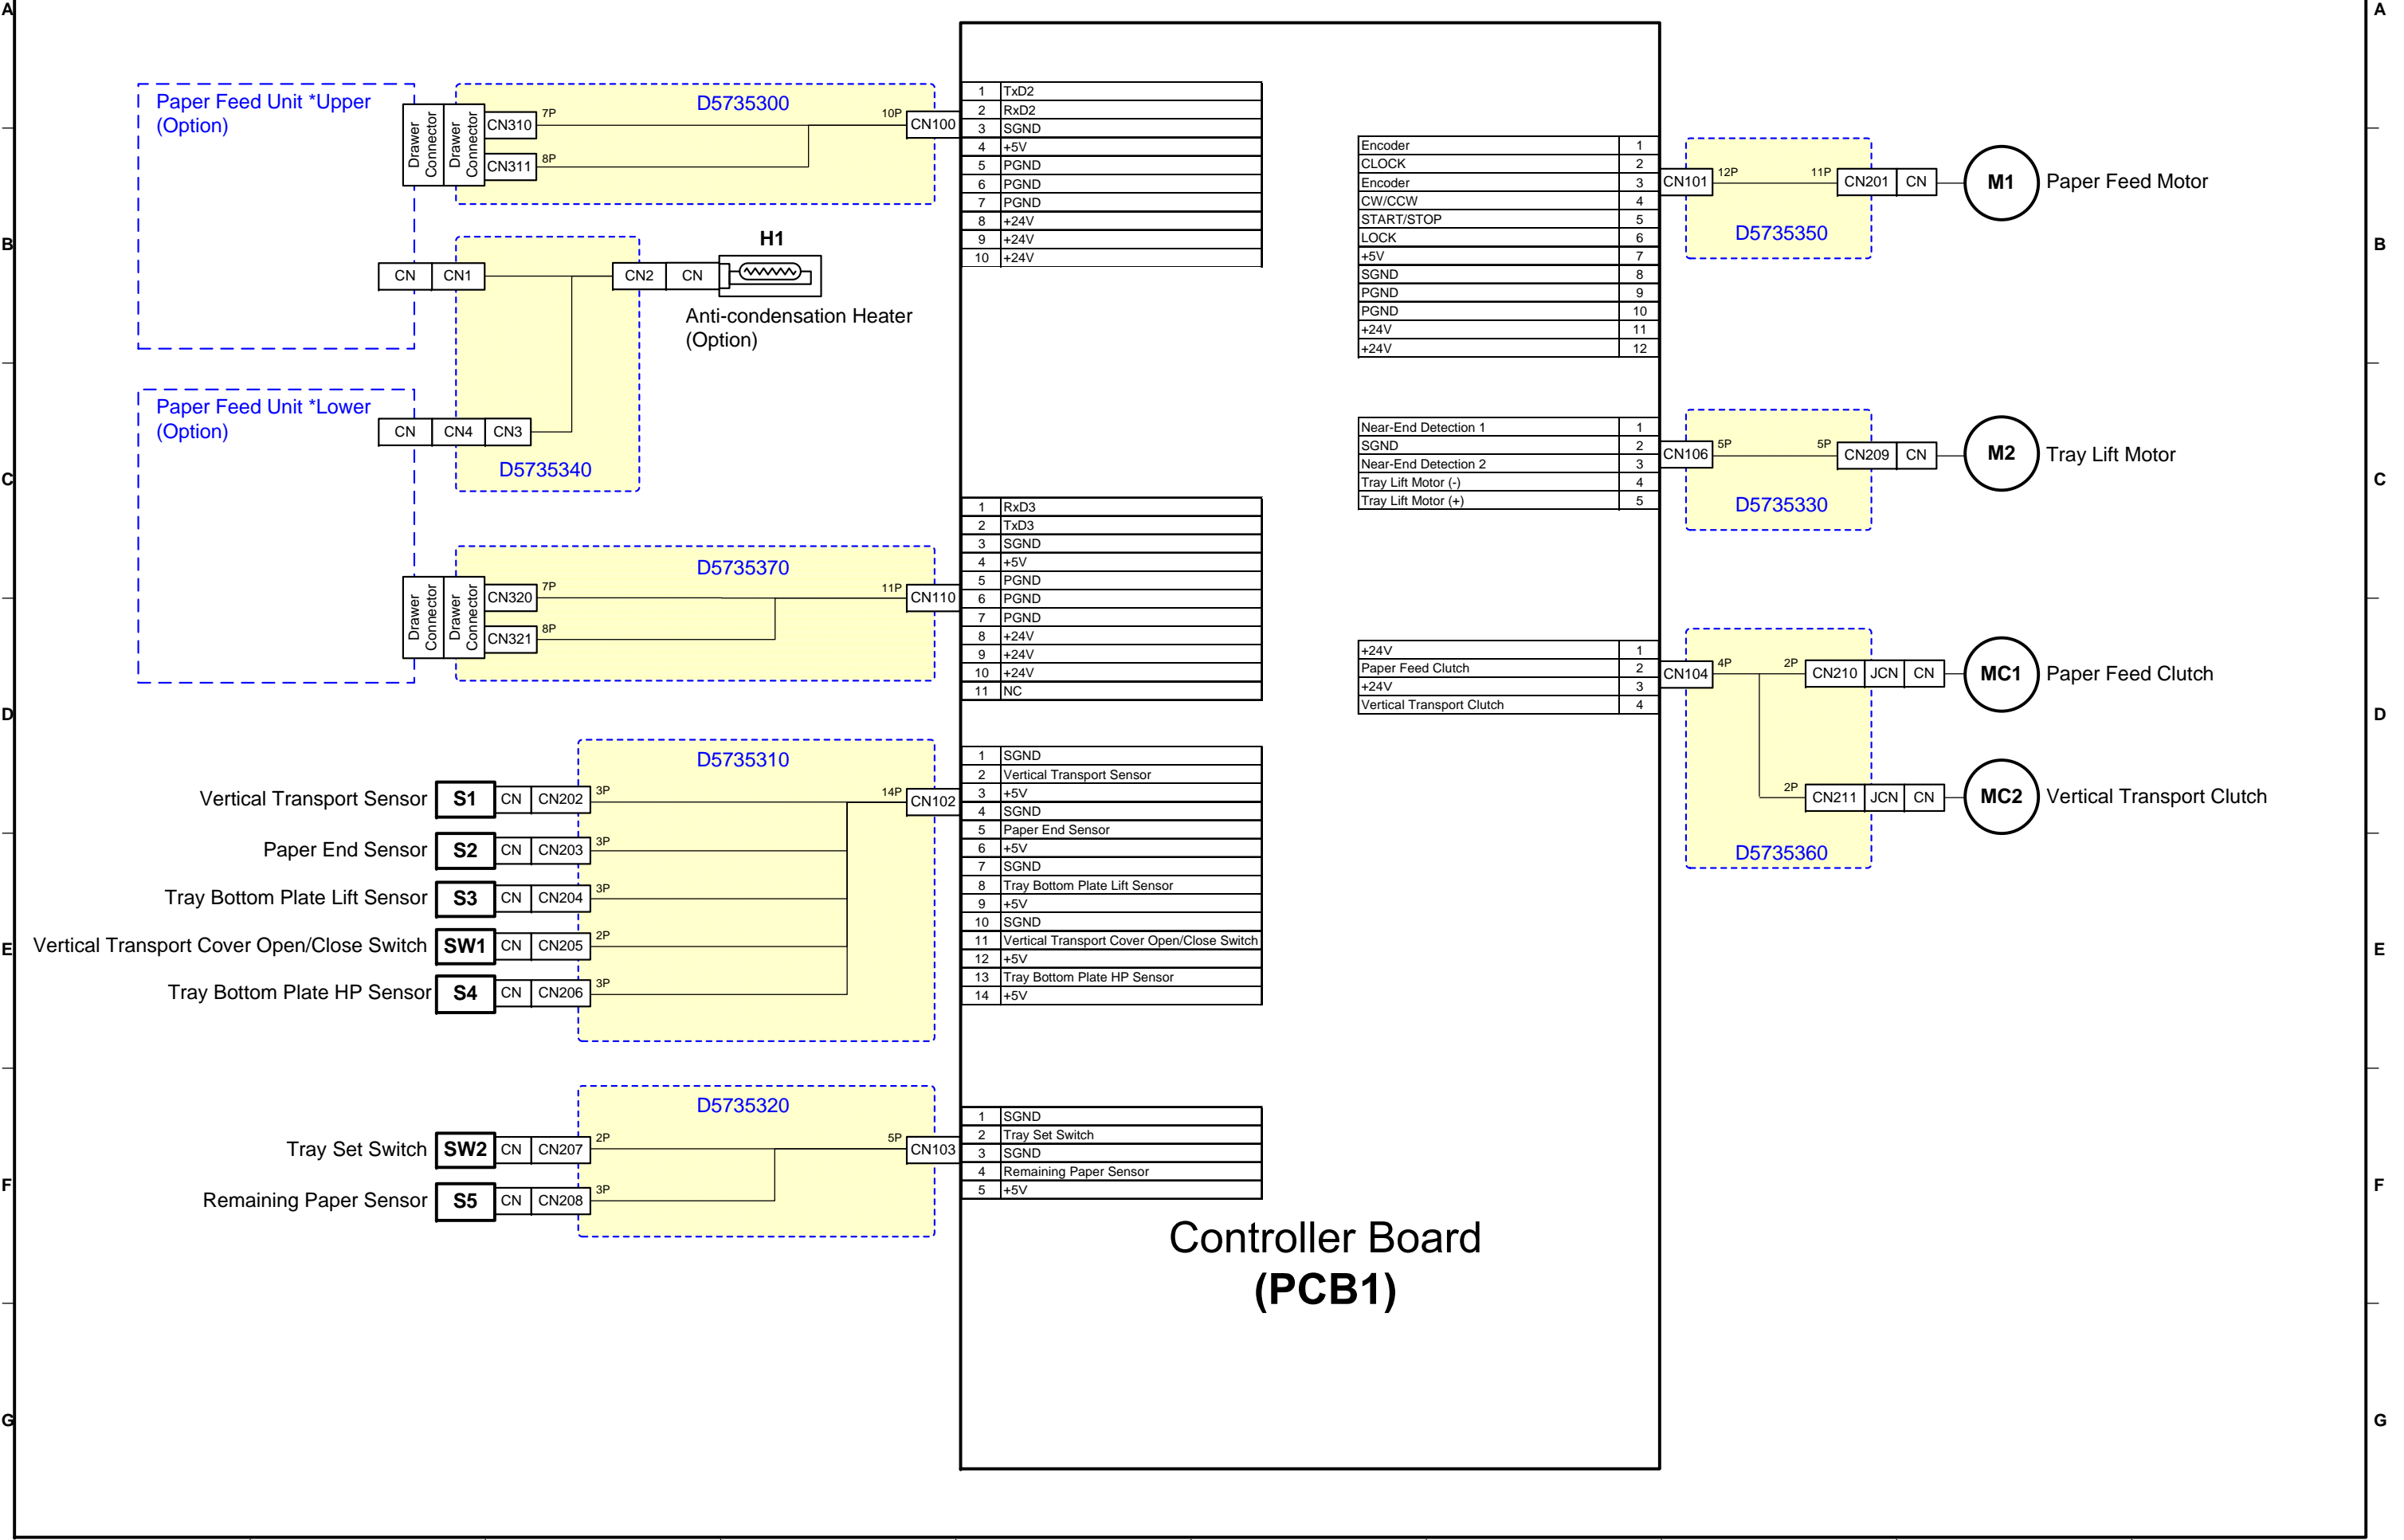 A
A
Paper Feed Unit *Upper
(Option)
Drawer
Connector
Drawer
Connector
CN310
7P
CN311
8P
D5735300
10P
CN100
1 TxD2
2 RxD2
3 SGND
4 +5V
5 PGND
6 PGND
7 PGND
8 +24V
9 +24V
10 +24V
Encoder 1
CLOCK 2
Encoder 3
CW/CCW 4
START/STOP 5
LOCK 6
+5V 7
SGND 8
PGND 9
PGND 10
+24V 11
+24V 12
CN101
12P
11P
CN201
CN
M1
Paper Feed Motor
D5735350
B
B
CN
CN1
CN2
CN
H1
Anti-condensation Heater
(Option)
Paper Feed Unit *Lower
(Option)
CN
CN4
CN3
D5735340
Near-End Detection 1 1
SGND 2
Near-End Detection 2 3
Tray Lift Motor (-) 4
Tray Lift Motor (+) 5
CN106
5P
5P
CN209
CN
M2
Tray Lift Motor
D5735330
C
C
Drawer
Connector
Drawer
Connector
CN320
7P
CN321
8P
D5735370
11P
CN110
1 RxD3
2 TxD3
3 SGND
4 +5V
5 PGND
6 PGND
7 PGND
8 +24V
9 +24V
10 +24V
11 NC
+24V 1
Paper Feed Clutch 2
+24V 3
Vertical Transport Clutch 4
CN104
4P
2P
CN210
JCN
CN
MC1
Paper Feed Clutch
D
D
2P
CN211
JCN
CN
MC2
Vertical Transport Clutch
D5735360
D5735310
Vertical Transport Sensor S1 CN CN202 3P
14P
CN102
Paper End Sensor S2 CN CN203 3P
Tray Bottom Plate Lift Sensor S3 CN CN204 3P
Vertical Transport Cover Open/Close Switch SW1 CN CN205 2P
Tray Bottom Plate HP Sensor S4 CN CN206 3P
1 SGND
2 Vertical Transport Sensor
3 +5V
4 SGND
5 Paper End Sensor
6 +5V
7 SGND
8 Tray Bottom Plate Lift Sensor
9 +5V
10 SGND
11 Vertical Transport Cover Open/Close Switch
12 +5V
13 Tray Bottom Plate HP Sensor
14 +5V
E
E
D5735320
Tray Set Switch SW2 CN CN207 2P
5P
CN103
Remaining Paper Sensor S5 CN CN208 3P
1 SGND
2 Tray Set Switch
3 SGND
4 Remaining Paper Sensor
5 +5V
F
F
Controller Board
(PCB1)
G
G